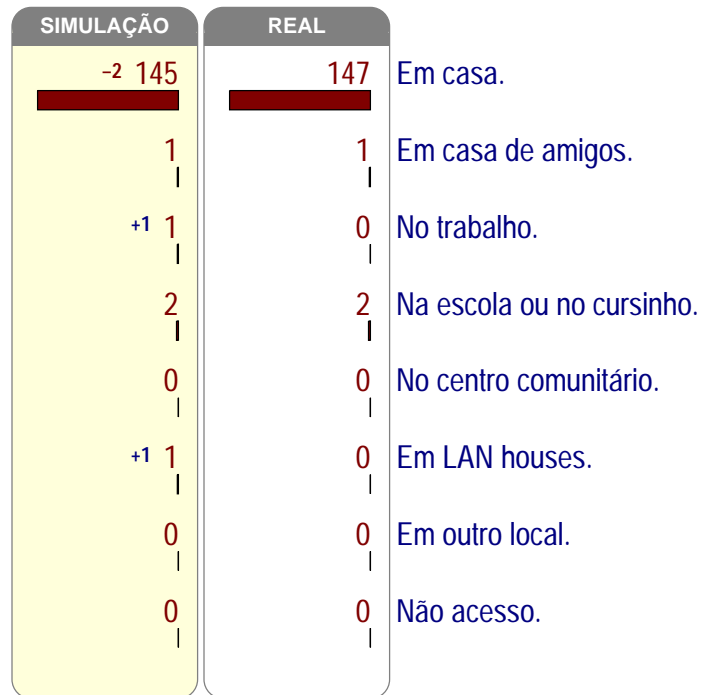 SIMULAÇÃO REAL
–2 145 147 Em casa.
1 1 Em casa de amigos.
+1 1 0 No trabalho.
2 2 Na escola ou no cursinho.
0 0 No centro comunitário.
+1 1 0 Em LAN houses.
0 0 Em outro local.
0 0 Não acesso.